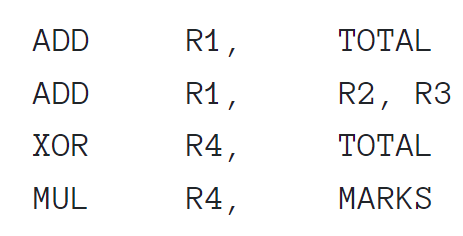 ADD R1, TOTAL
ADD R1, R2, R3
XOR R4, TOTAL
MUL R4, MARKS